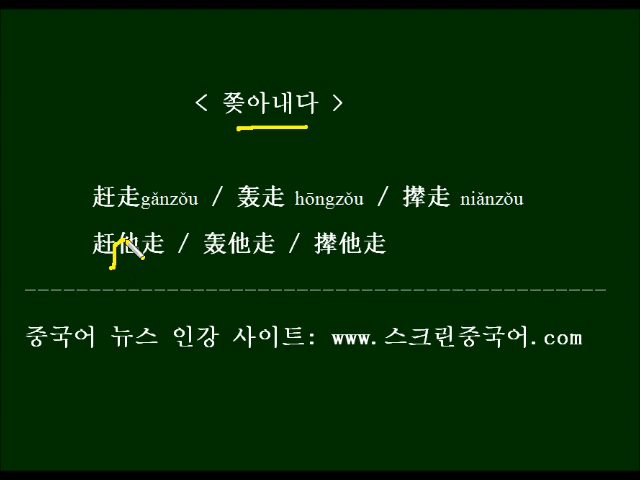 < 쫓아내다 >
赶走gǎnzǒu / 轰走 hōngzǒu / 撵走 niǎnzǒu
赶他走 / 轰他走 / 撵他走
중국어 뉴스 인강 사이트: www.스크린중국어.com